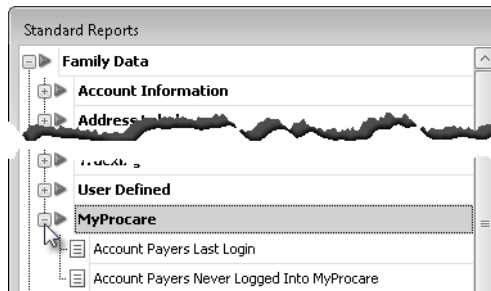 Standard Reports
Family Data
Account Information
Address
User Defined
MyProcare
Account Payers Last Login
Account Payers Never Logged Into MyProcare